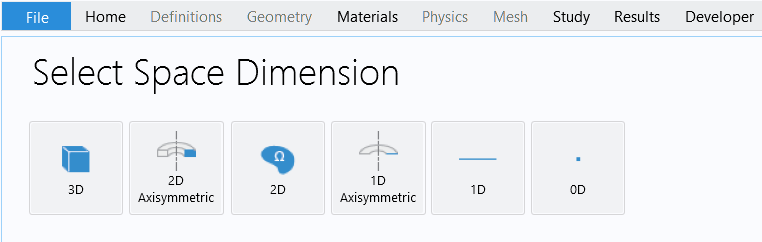 File Home Definitions Geometry Materials Physics Mesh Study Results Developer
Select Space Dimension
Ω
3D
2D
Axisymmetric
2D
1D
Axisymmetric
1D
0D